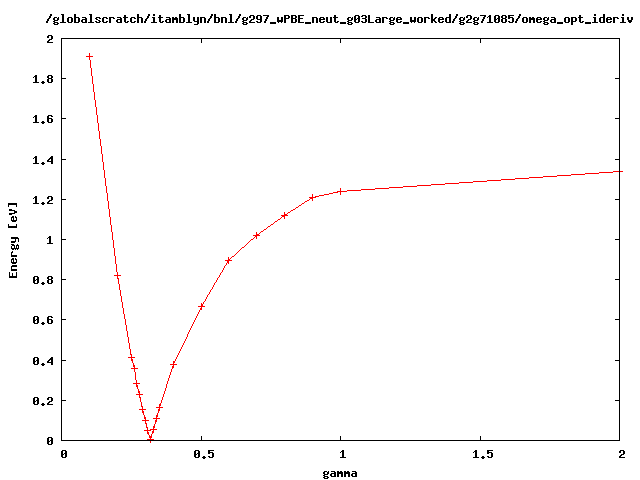 /globalscratch/itamblyn/bnl/g297_wPBE_neut_g03Large_worked/g2g71085/omega_opt_ideriv
2
1.8
1.6
1.4
1.2
1
0.8
0.6
0.4
0.2
0
Energy [eV]
0 0.5 1 1.5 2
gamma